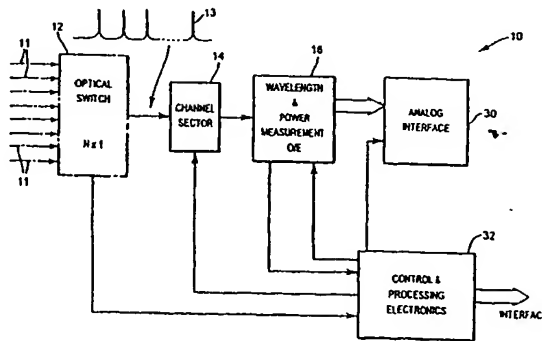 13
12
11
OPTICAL
SWITCH
N x 1
11
14
CHANNEL
SECTOR
16
WAVELENGTH
&
POWER
MEASUREMENT
O/E
10
ANALOG
INTERFACE
30
32
CONTROL &
PROCESSING
ELECTRONICS
INTERFAC